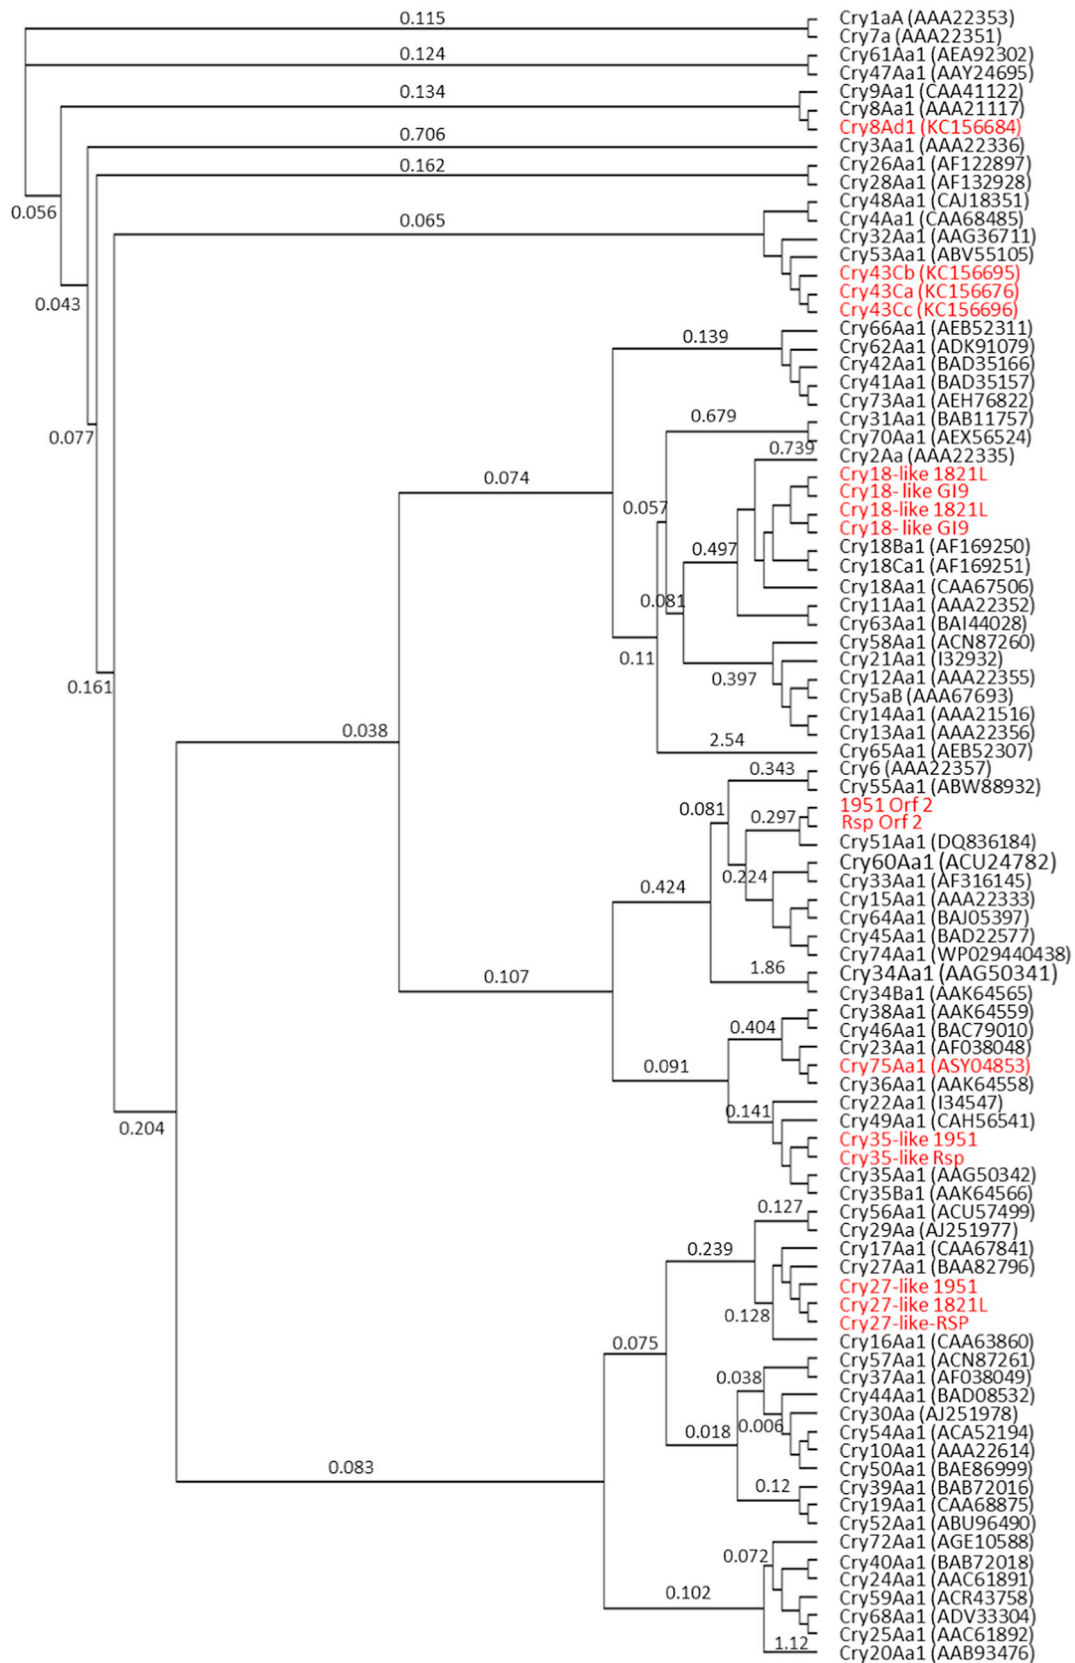 0.115
Cry1aA (AAA22353)
Cry7a (AAA22351)
0.124
Cry61Aa1 (AEA92302)
Cry47Aa1 (AAY24695)
0.134
Cry9Aa1 (CAA41122)
Cry8Aa1 (AAA21117)
Cry8Ad1 (KC156684)
0.706
Cry3Aa1 (AAA22336)
0.162
Cry26Aa1 (AF122897)
Cry28Aa1 (AF132928)
0.056
Cry48Aa1 (CAJ18351)
0.065
Cry4Aa1 (CAA68485)
Cry32Aa1 (AAG36711)
Cry53Aa1 (ABV55105)
Cry43Cb (KC156695)
Cry43Ca (KC156676)
0.043
Cry43Cc (KC156696)
Cry66Aa1 (AEB52311)
0.139
Cry62Aa1 (ADK91079)
Cry42Aa1 (BAD35166)
Cry41Aa1 (BAD35157)
Cry73Aa1 (AEH76822)
0.679
Cry31Aa1 (BAB11757)
0.077
Cry70Aa1 (AEX56524)
0.739
Cry2Aa (AAA22335)
0.074
Cry18-like 1821L
Cry18- like GI9
0.057
Cry18-like 1821L
Cry18- like GI9
0.497
Cry18Ba1 (AF169250)
Cry18Ca1 (AF169251)
Cry18Aa1 (CAA67506)
0.081
Cry11Aa1 (AAA22352)
Cry63Aa1 (BAI44028)
Cry58Aa1 (ACN87260)
0.11
Cry21Aa1 (I32932)
0.161
0.397
Cry12Aa1 (AAA22355)
Cry5aB (AAA67693)
Cry14Aa1 (AAA21516)
0.038
Cry13Aa1 (AAA22356)
2.54
Cry65Aa1 (AEB52307)
0.343
Cry6 (AAA22357)
Cry55Aa1 (ABW88932)
0.081
1951 Orf 2
0.297
Rsp Orf 2
Cry51Aa1 (DQ836184)
Cry60Aa1 (ACU24782)
0.224
Cry33Aa1 (AF316145)
0.424
Cry15Aa1 (AAA22333)
Cry64Aa1 (BAJ05397)
Cry45Aa1 (BAD22577)
Cry74Aa1 (WP029440438)
0.107
1.86
Cry34Aa1 (AAG50341)
Cry34Ba1 (AAK64565)
Cry38Aa1 (AAK64559)
0.404
Cry46Aa1 (BAC79010)
Cry23Aa1 (AF038048)
0.091
Cry75Aa1 (ASY04853)
Cry36Aa1 (AAK64558)
0.141
Cry22Aa1 (I34547)
0.204
Cry49Aa1 (CAH56541)
Cry35-like 1951
Cry35-like Rsp
Cry35Aa1 (AAG50342)
Cry35Ba1 (AAK64566)
0.127
Cry56Aa1 (ACU57499)
Cry29Aa (AJ251977)
0.239
Cry17Aa1 (CAA67841)
Cry27Aa1 (BAA82796)
Cry27-like 1951
Cry27-like 1821L
0.128
Cry27-like-RSP
0.075
Cry16Aa1 (CAA63860)
Cry57Aa1 (ACN87261)
0.038
Cry37Aa1 (AF038049)
Cry44Aa1 (BAD08532)
0.006
Cry30Aa (AJ251978)
0.018
Cry54Aa1 (ACA52194)
Cry10Aa1 (AAA22614)
0.083
Cry50Aa1 (BAE86999)
0.12
Cry39Aa1 (BAB72016)
Cry19Aa1 (CAA68875)
Cry52Aa1 (ABU96490)
Cry72Aa1 (AGE10588)
0.072
Cry40Aa1 (BAB72018)
Cry24Aa1 (AAC61891)
0.102
Cry59Aa1 (ACR43758)
Cry68Aa1 (ADV33304)
Cry25Aa1 (AAC61892)
1.12
Cry20Aa1 (AAB93476)